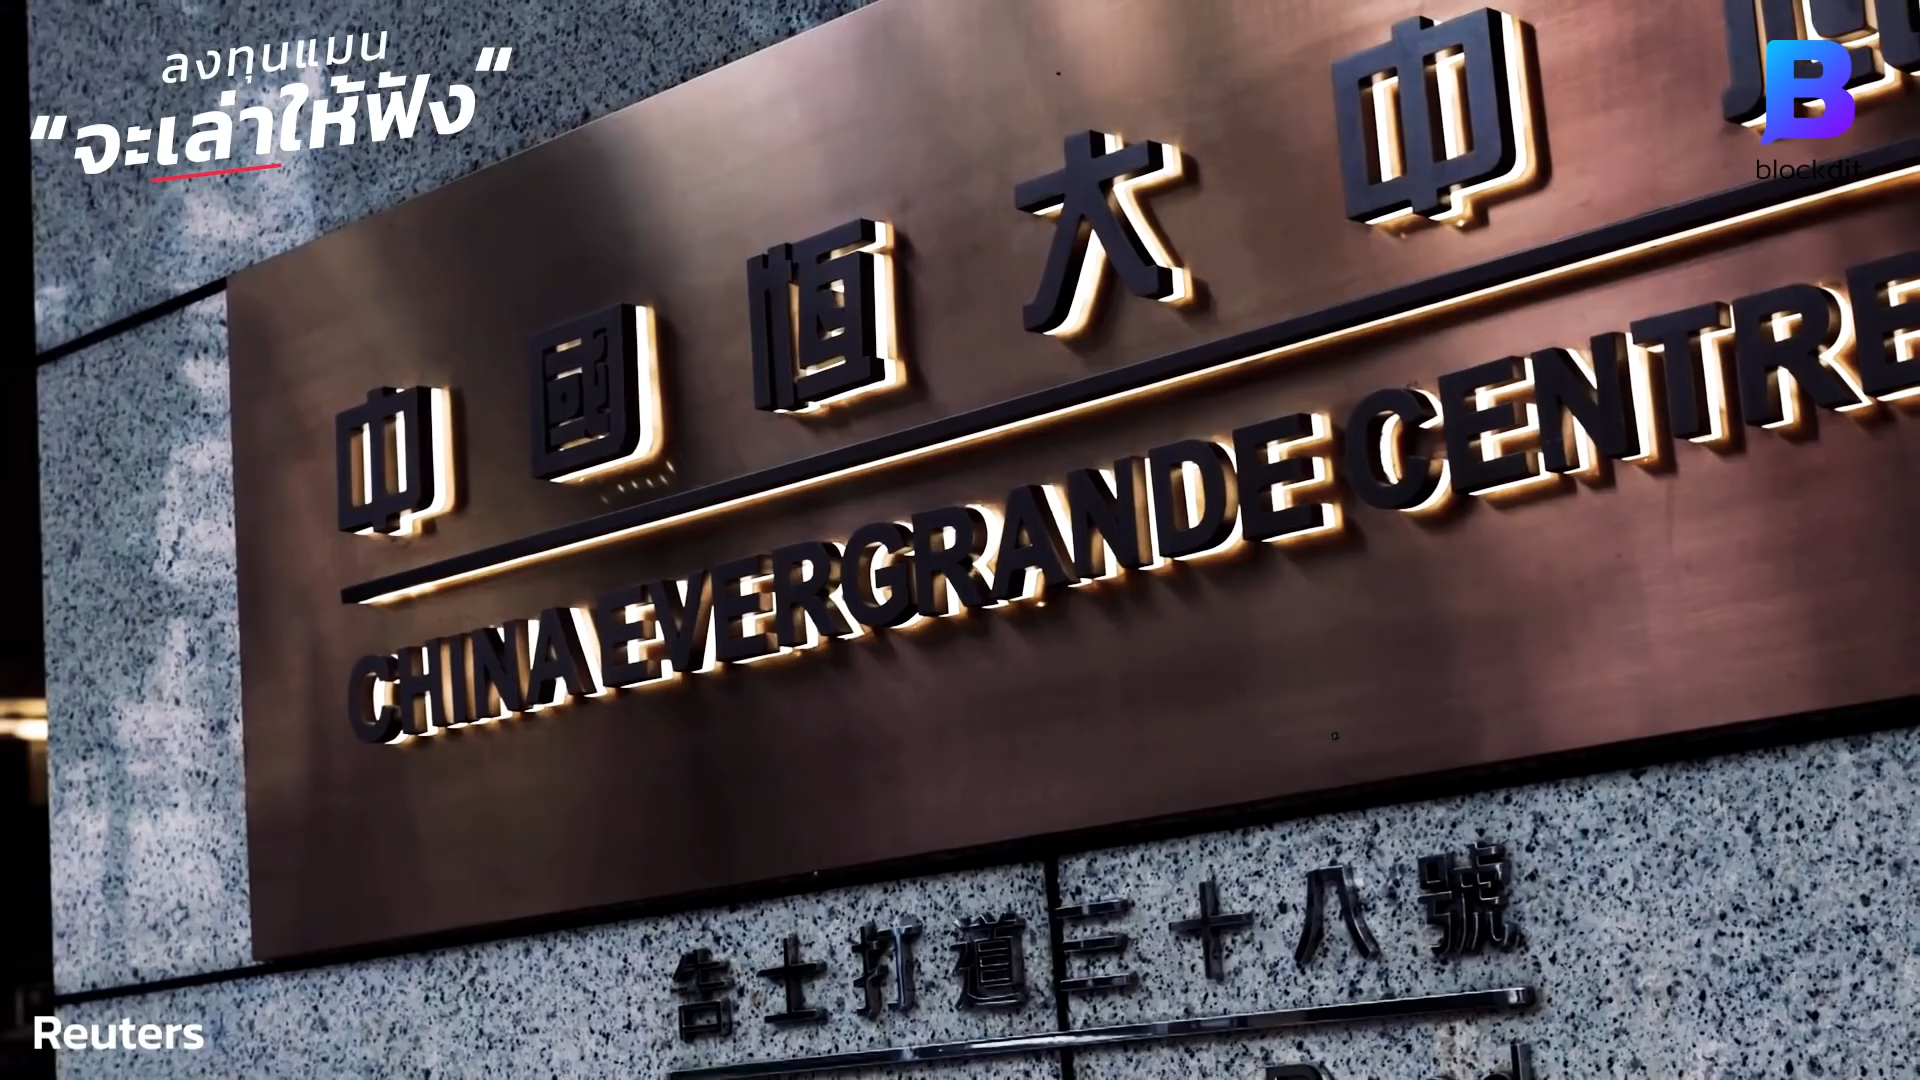 ลงทุนแมน
“จะเล่าให้ฟัง“
blockdit
中國恒大中
CHINA EVERGRANDE CENTRE
告士打道三十八號
Reuters